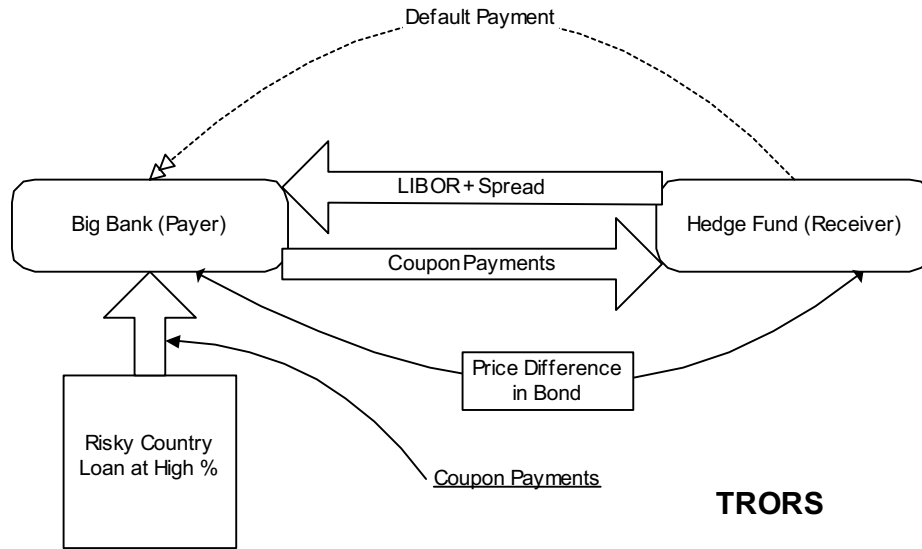 Default Payment
LIBOR + Spread
Big Bank (Payer)
Hedge Fund (Receiver)
Coupon Payments
Price Difference
in Bond
Risky Country
Loan at High %
Coupon Payments
TRORS